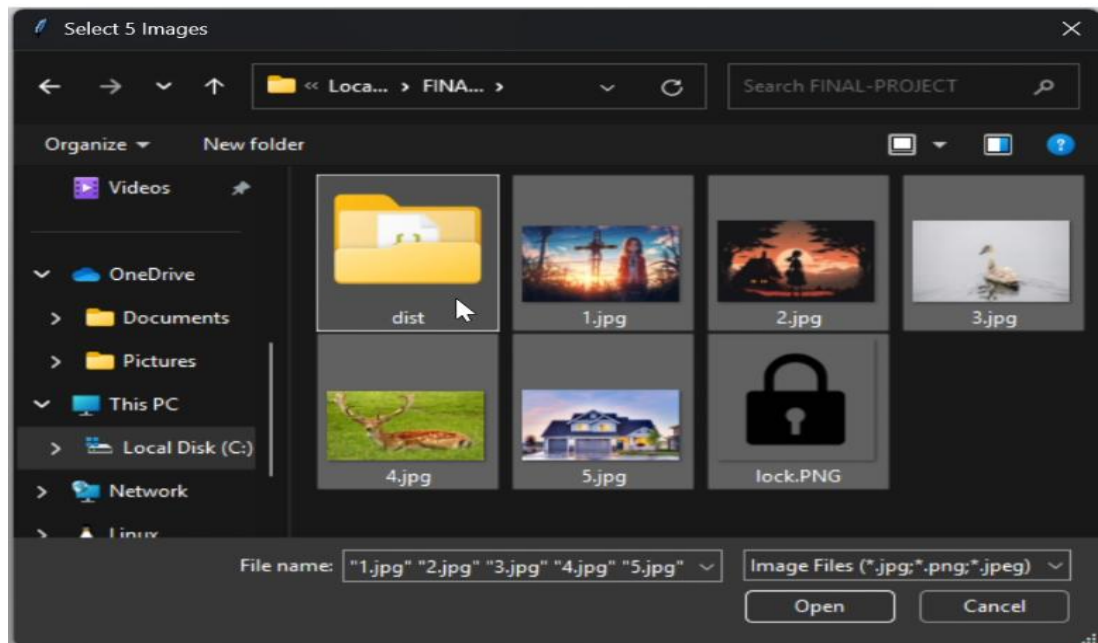 Select 5 Images
« Loca... › FINA... ›
Search FINAL-PROJECT
Organize
New folder
Videos
OneDrive
Documents
Pictures
This PC
Local Disk (C:)
Network
Linux
dist
1.jpg
2.jpg
3.jpg
4.jpg
5.jpg
lock.PNG
File name: "1.jpg" "2.jpg" "3.jpg" "4.jpg" "5.jpg"
Image Files (*.jpg;*.png;*.jpeg)
Open
Cancel